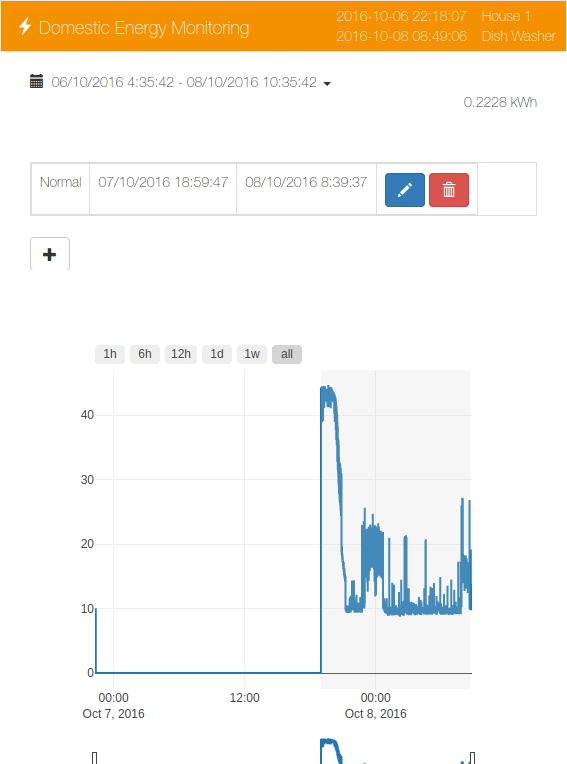 Domestic Energy Monitoring
2016-10-06 22:18:07 House 1
2016-10-08 08:49:06 Dish Washer
06/10/2016 4:35:42 - 08/10/2016 10:35:42
0.2228 kWh
Normal 07/10/2016 18:59:47 08/10/2016 8:39:37
1h 6h 12h 1d 1w all
40
30
20
10
0
00:00 12:00 00:00
Oct 7, 2016 Oct 8, 2016